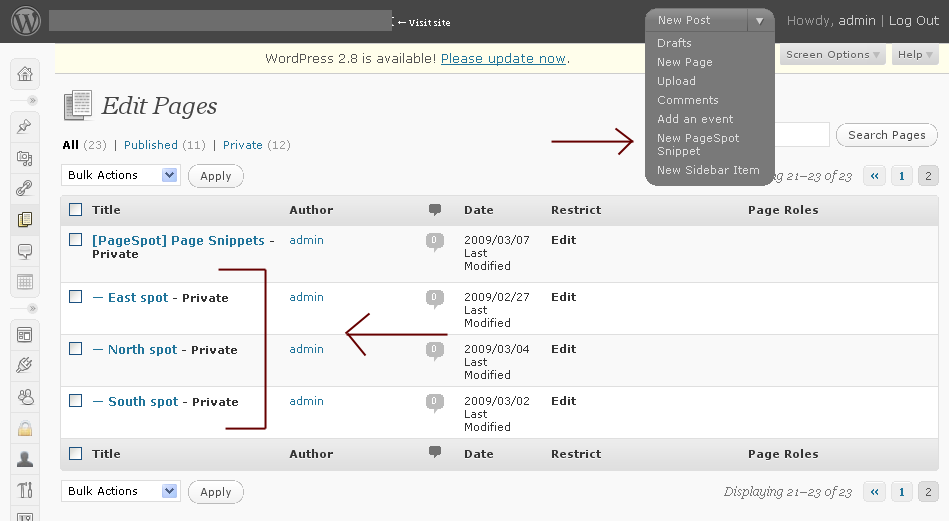 ← Visit site
New Post
Howdy, admin | Log Out
Drafts
New Page
Upload
Comments
Add an event
New PageSpot
Snippet
New Sidebar Item
WordPress 2.8 is available! Please update now.
Screen Options
Help
Edit Pages
All (23) | Published (11) | Private (12)
Search Pages
Bulk Actions
Apply
21–23 of 23
«
1
2
Title Author Date Restrict Page Roles
[PageSpot] Page Snippets -
Private
admin
0
2009/03/07
Last
Modified
Edit
— East spot - Private
admin
0
2009/02/27
Last
Modified
Edit
— North spot - Private
admin
0
2009/03/04
Last
Modified
Edit
— South spot - Private
admin
0
2009/03/02
Last
Modified
Edit
Title Author Date Restrict Page Roles
Bulk Actions
Apply
Displaying 21–23 of 23
«
1
2